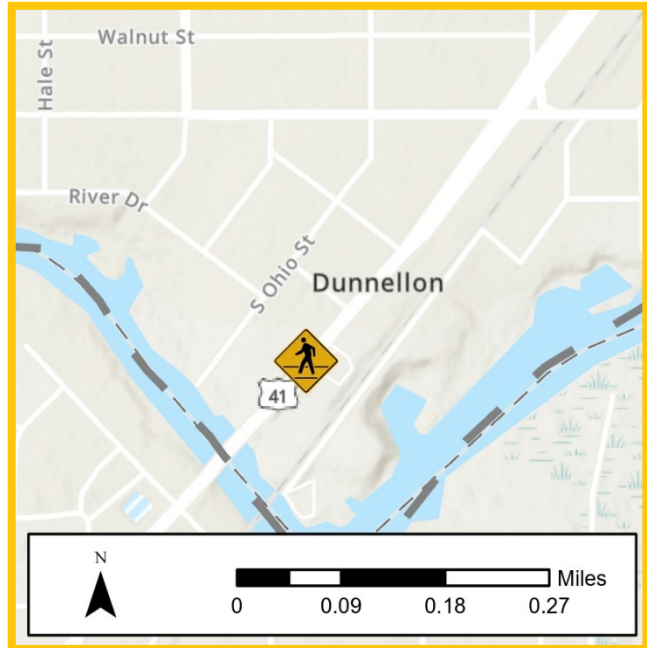 Walnut St
Hale St
River Dr
S Ohio St
Dunnellon
41
N
Miles
0 0.09 0.18 0.27